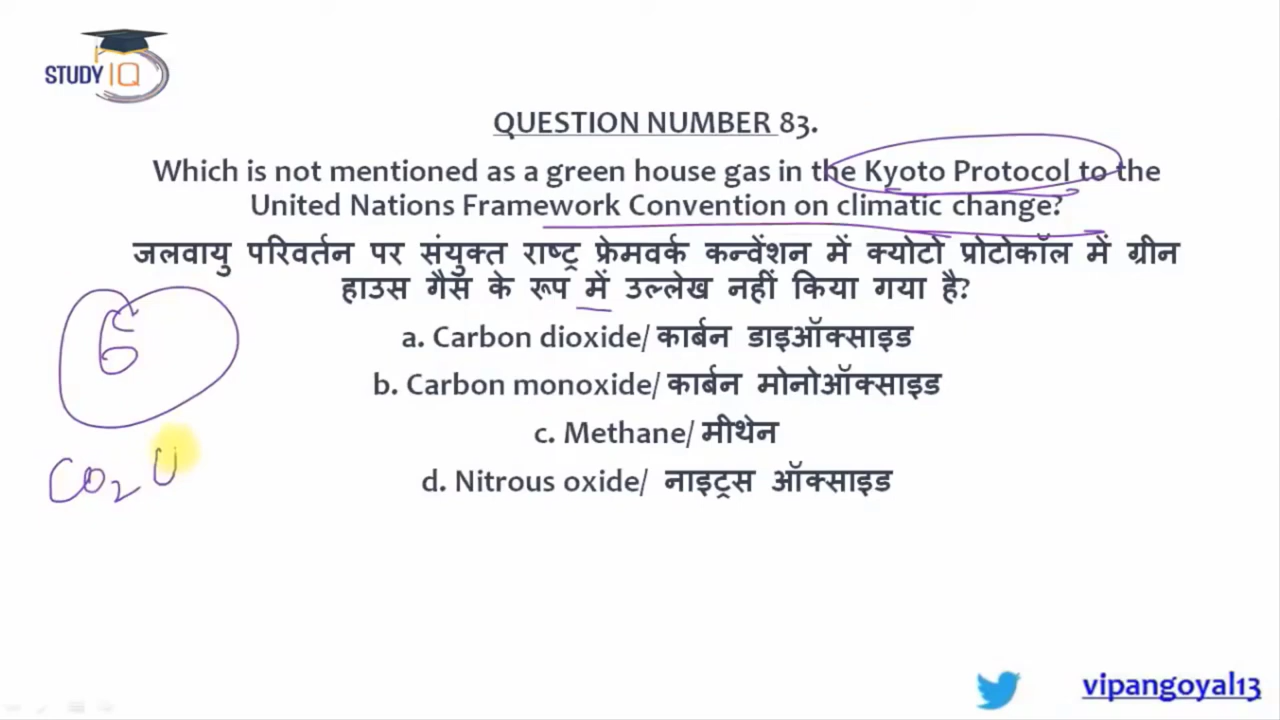 STUDY IQ
QUESTION NUMBER 83.
Which is not mentioned as a green house gas in the Kyoto Protocol to the
United Nations Framework Convention on climatic change?
जलवायु परिवर्तन पर संयुक्त राष्ट्र फ्रेमवर्क कन्वेंशन में क्योटो प्रोटोकॉल में ग्रीन
हाउस गैस के रूप में उल्लेख नहीं किया गया है?
6
a. Carbon dioxide/ कार्बन डाइऑक्साइड
b. Carbon monoxide/ कार्बन मोनोऑक्साइड
c. Methane/ मीथेन
CO2
d. Nitrous oxide/ नाइट्रस ऑक्साइड
vipangoyal13